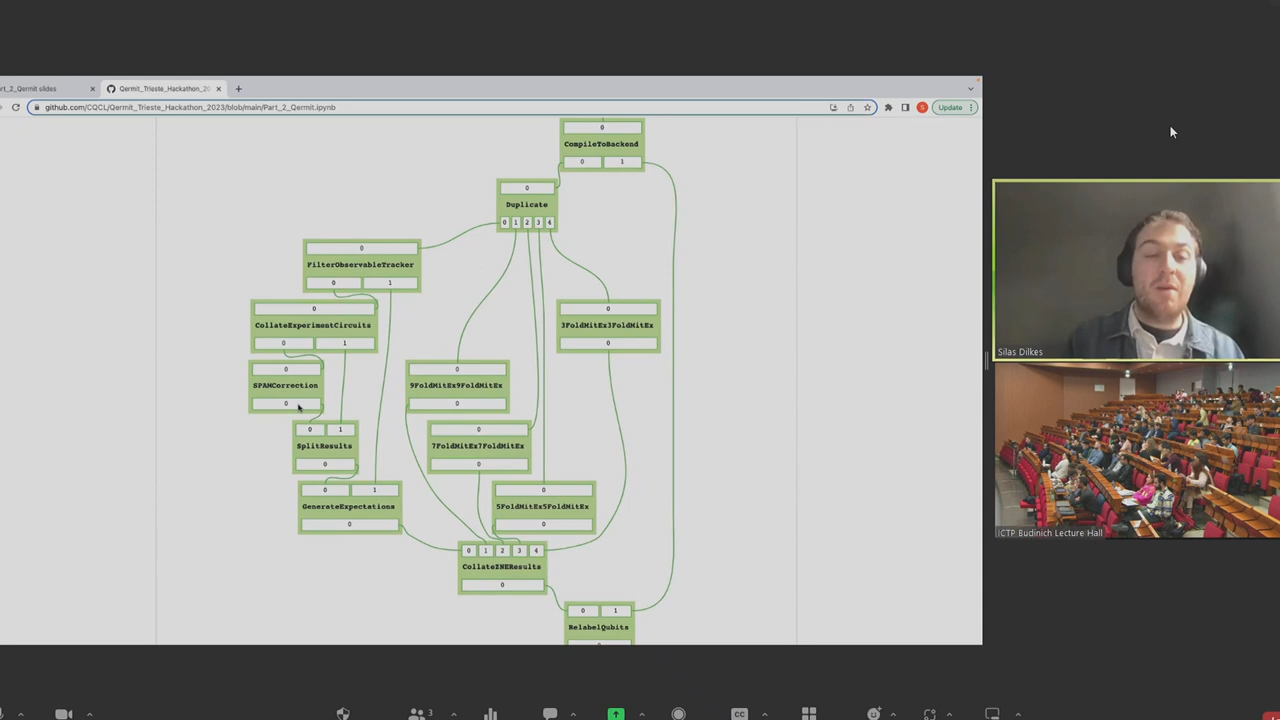 art_2_Qermit slides
Qermit_Trieste_Hackathon_20
github.com/CQCL/Qermit_Trieste_Hackathon_2023/blob/main/Part_2_Qermit.ipynb
Update
S
0
CompileToBackend
0 1
0
Duplicate
0 1 2 3 4
0
FilterObservableTracker
0 1
0
CollateExperimentCircuits
0 1
0
3FoldMitEx3FoldMitEx
0
0
SPAMCorrection
0
0
9FoldMitEx9FoldMitEx
0
0 1
SplitResults
0
0
7FoldMitEx7FoldMitEx
0
0 1
GenerateExpectations
0
0
5FoldMitEx5FoldMitEx
0
0 1 2 3 4
CollateZNEResults
0
0 1
RelabelQubits
Silas Dilkes
ICTP Budinich Lecture Hall
3
CC